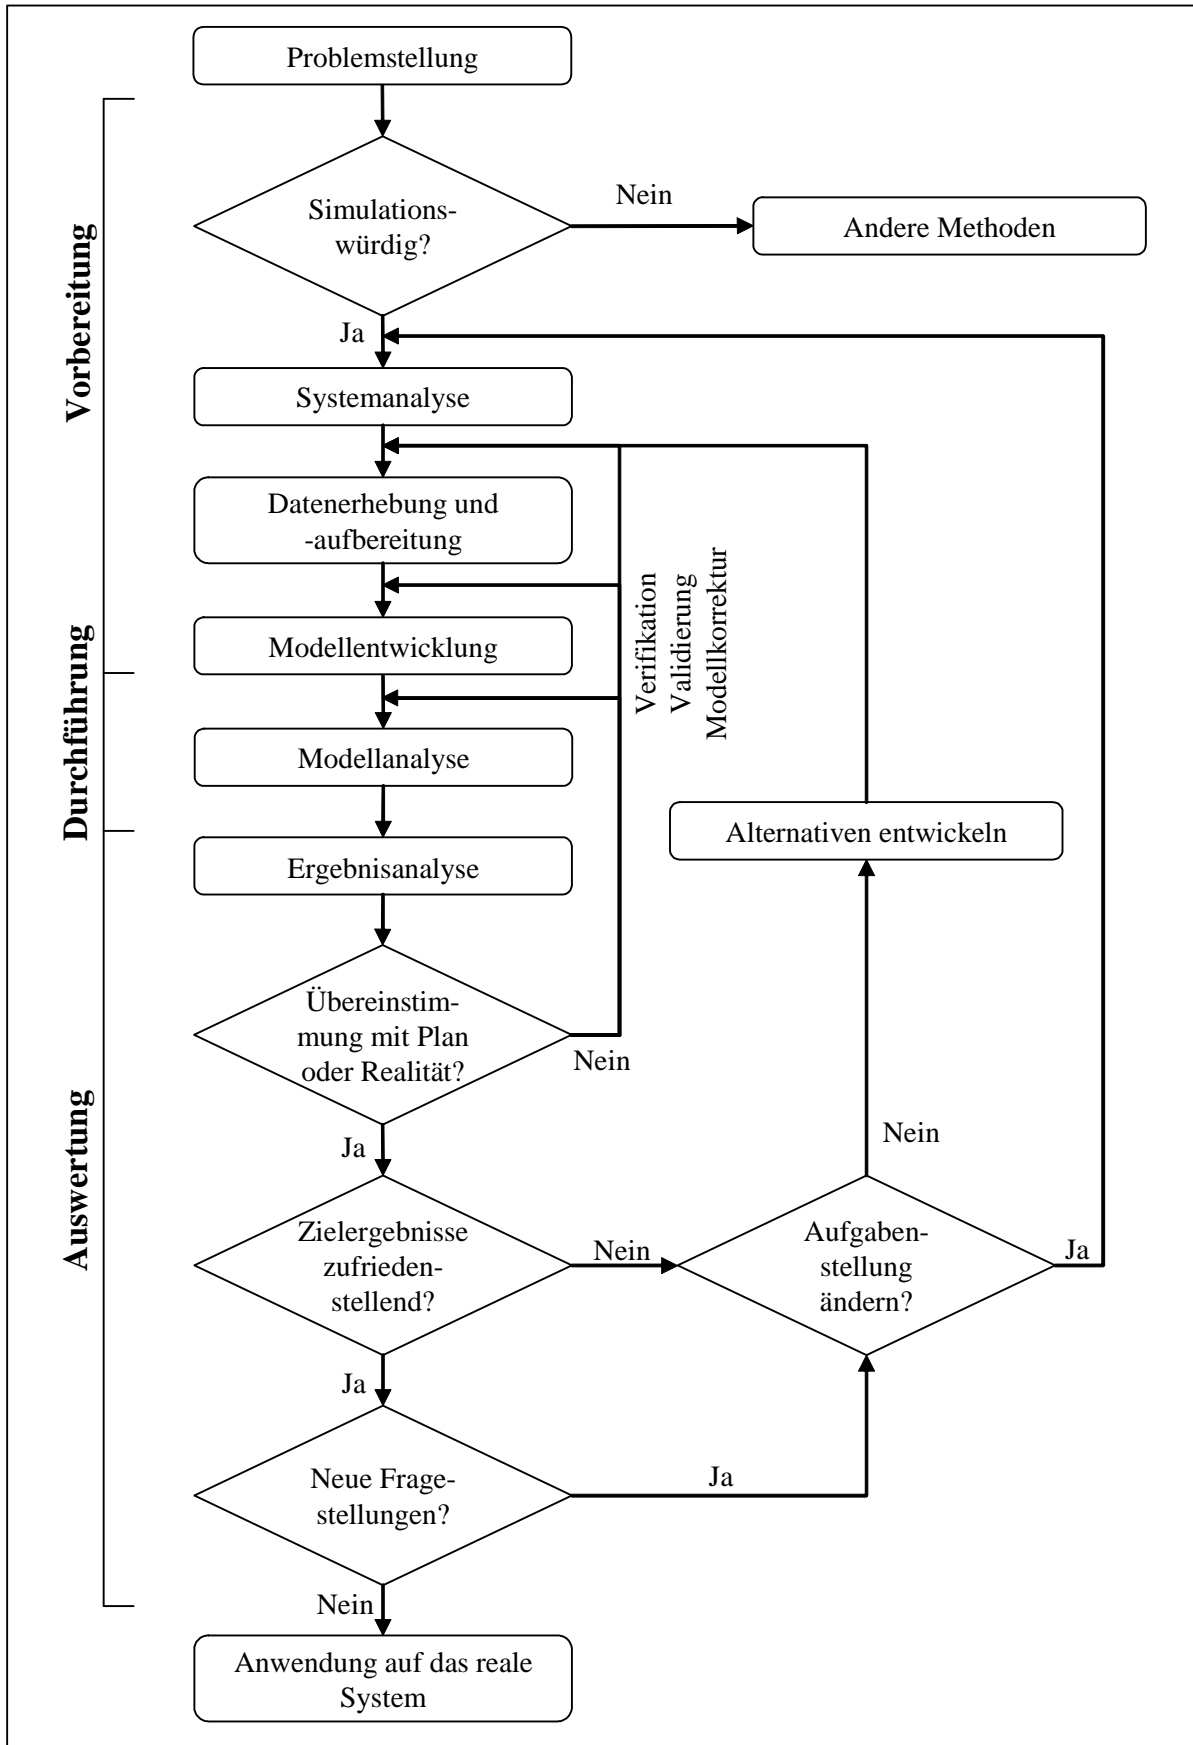 Problemstellung
Simulations-
würdig?
Nein
Andere Methoden
Vorbereitung
Ja
Systemanalyse
Datenerhebung und
-aufbereitung
Modellentwicklung
Verifikation
Validierung
Modellkorrektur
Durchführung
Modellanalyse
Alternativen entwickeln
Ergebnisanalyse
Übereinstim-
mung mit Plan
oder Realität?
Nein
Auswertung
Ja
Nein
Zielergebnisse
zufrieden-
stellend?
Nein
Aufgaben-
stellung
ändern?
Ja
Ja
Neue Frage-
stellungen?
Ja
Nein
Anwendung auf das reale
System